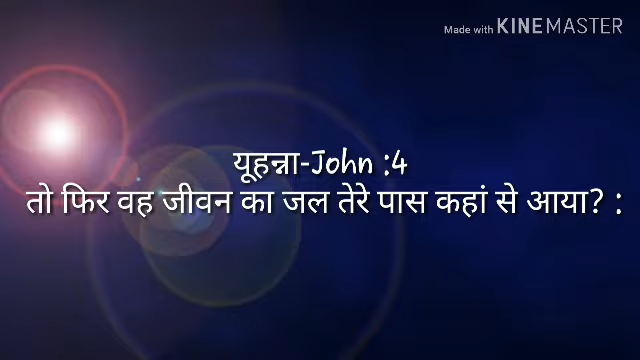 Made with KINEMASTER
यूहन्ना-John :4
तो फिर वह जीवन का जल तेरे पास कहां से आया? :